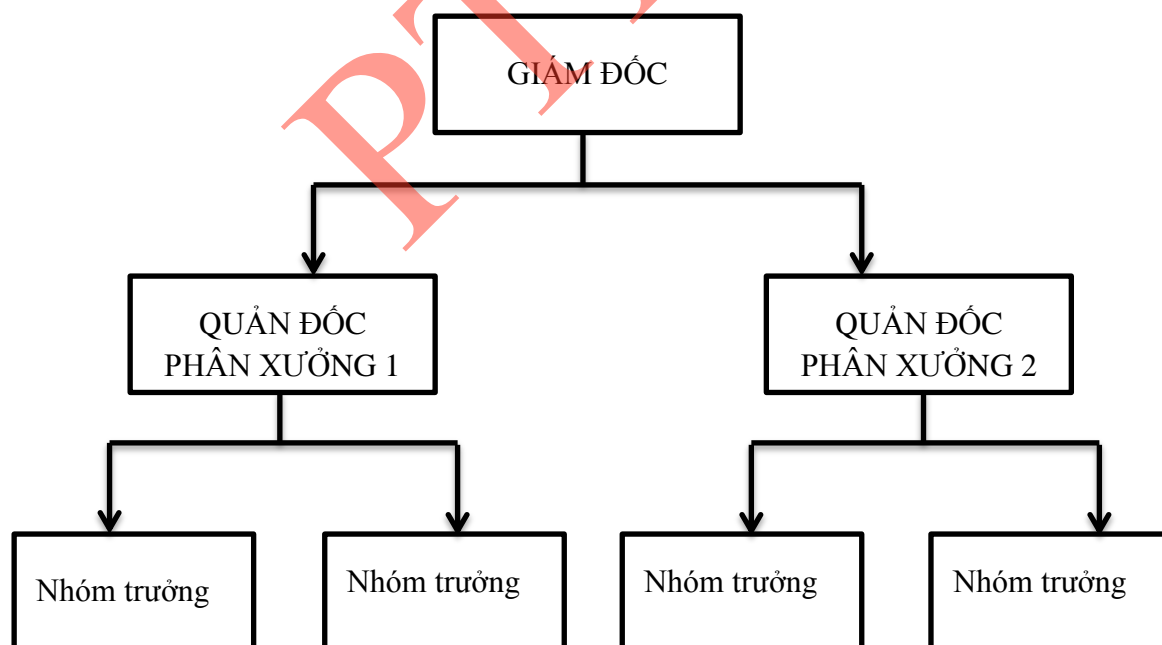 PT
GIÁM ĐỐC
QUẢN ĐỐC
PHÂN XƯỞNG 1
QUẢN ĐỐC
PHÂN XƯỞNG 2
Nhóm trưởng
Nhóm trưởng
Nhóm trưởng
Nhóm trưởng